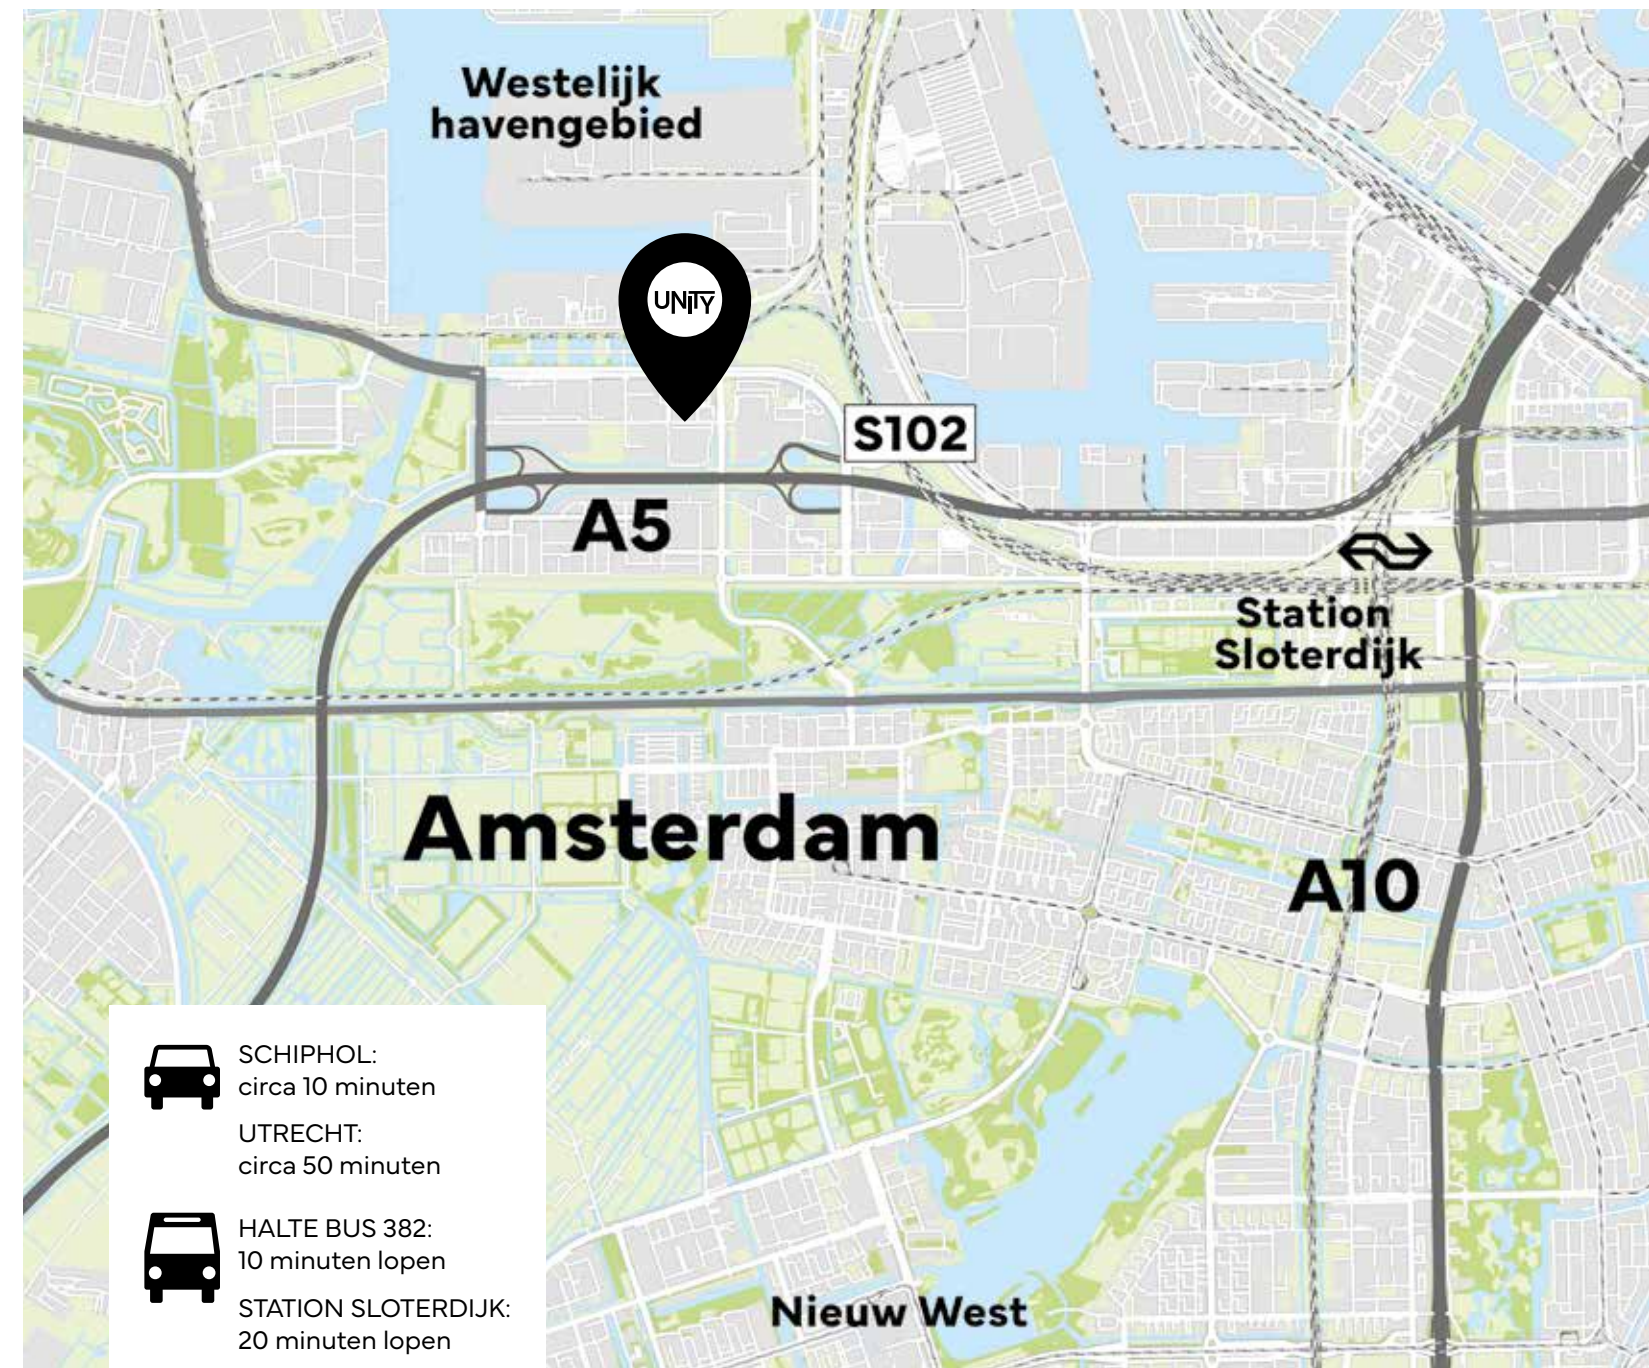 Westelijk
havengebied
UNiTY
S102
A5
Station
Sloterdijk
Amsterdam
A10
SCHIPHOL:
circa 10 minuten
UTRECHT:
circa 50 minuten
HALTE BUS 382:
10 minuten lopen
STATION SLOTERDIJK:
20 minuten lopen
Nieuw West